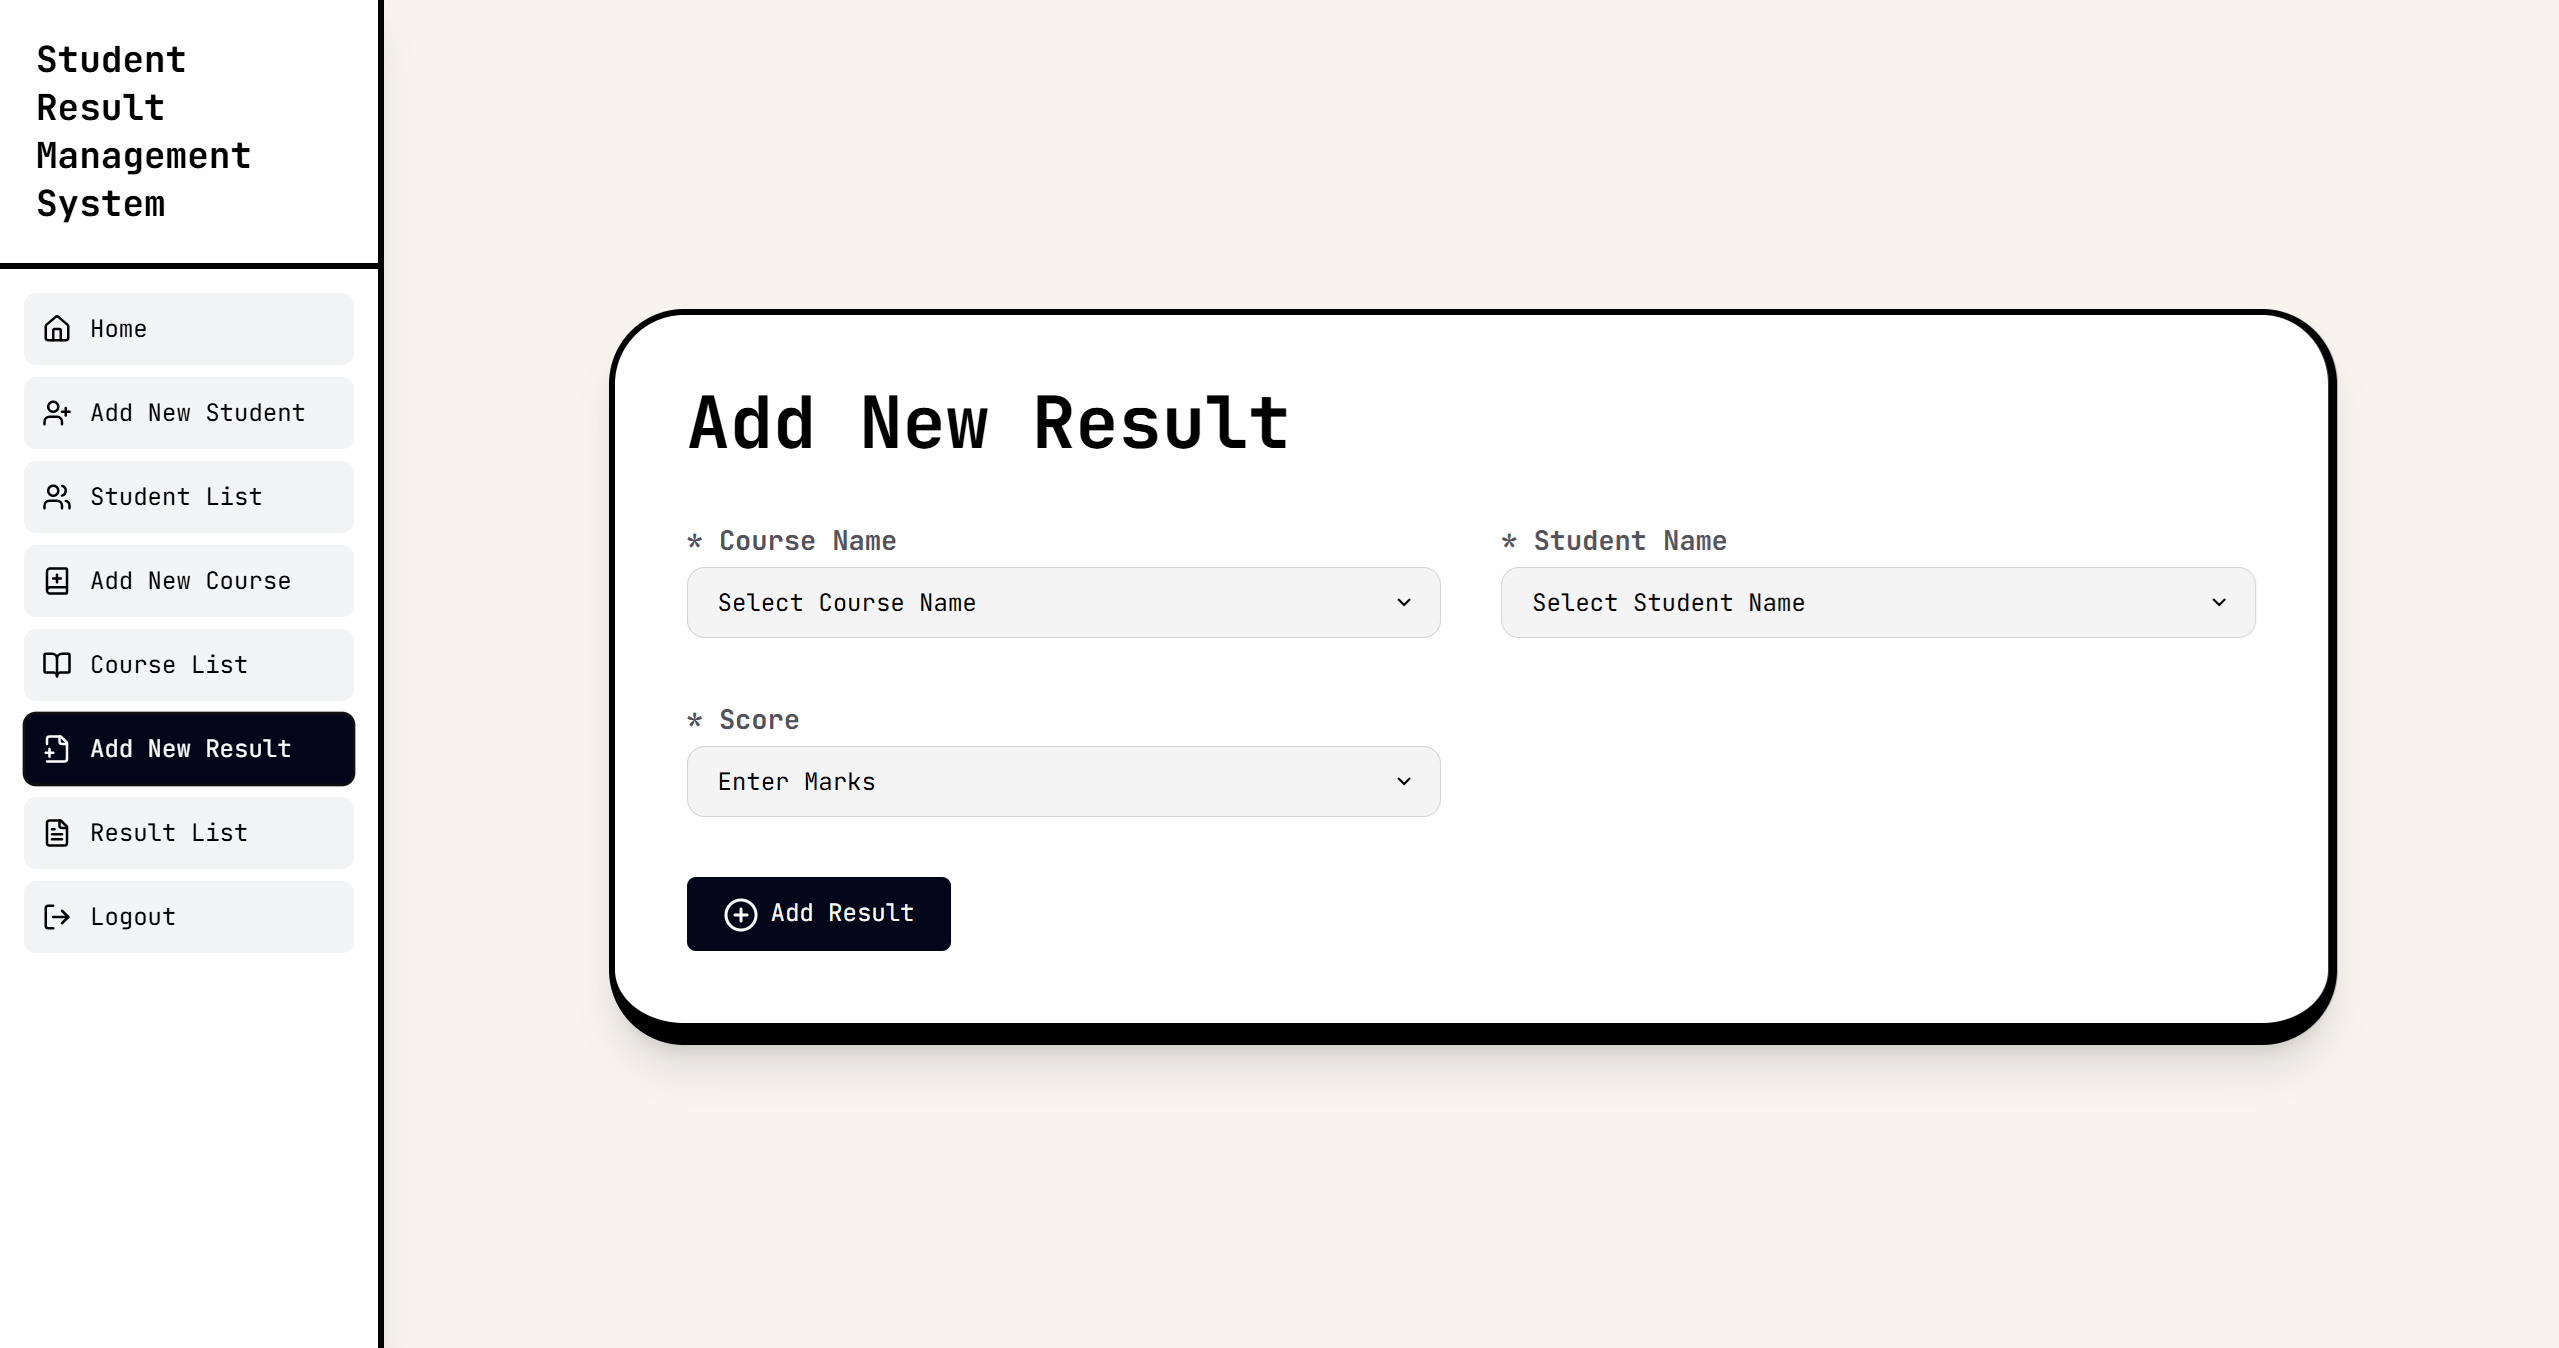 Student
Result
Management
System
Home
Add New Student
Student List
Add New Course
Course List
Add New Result
Result List
Logout
Add New Result
* Course Name
Select Course Name
* Student Name
Select Student Name
* Score
Enter Marks
Add Result